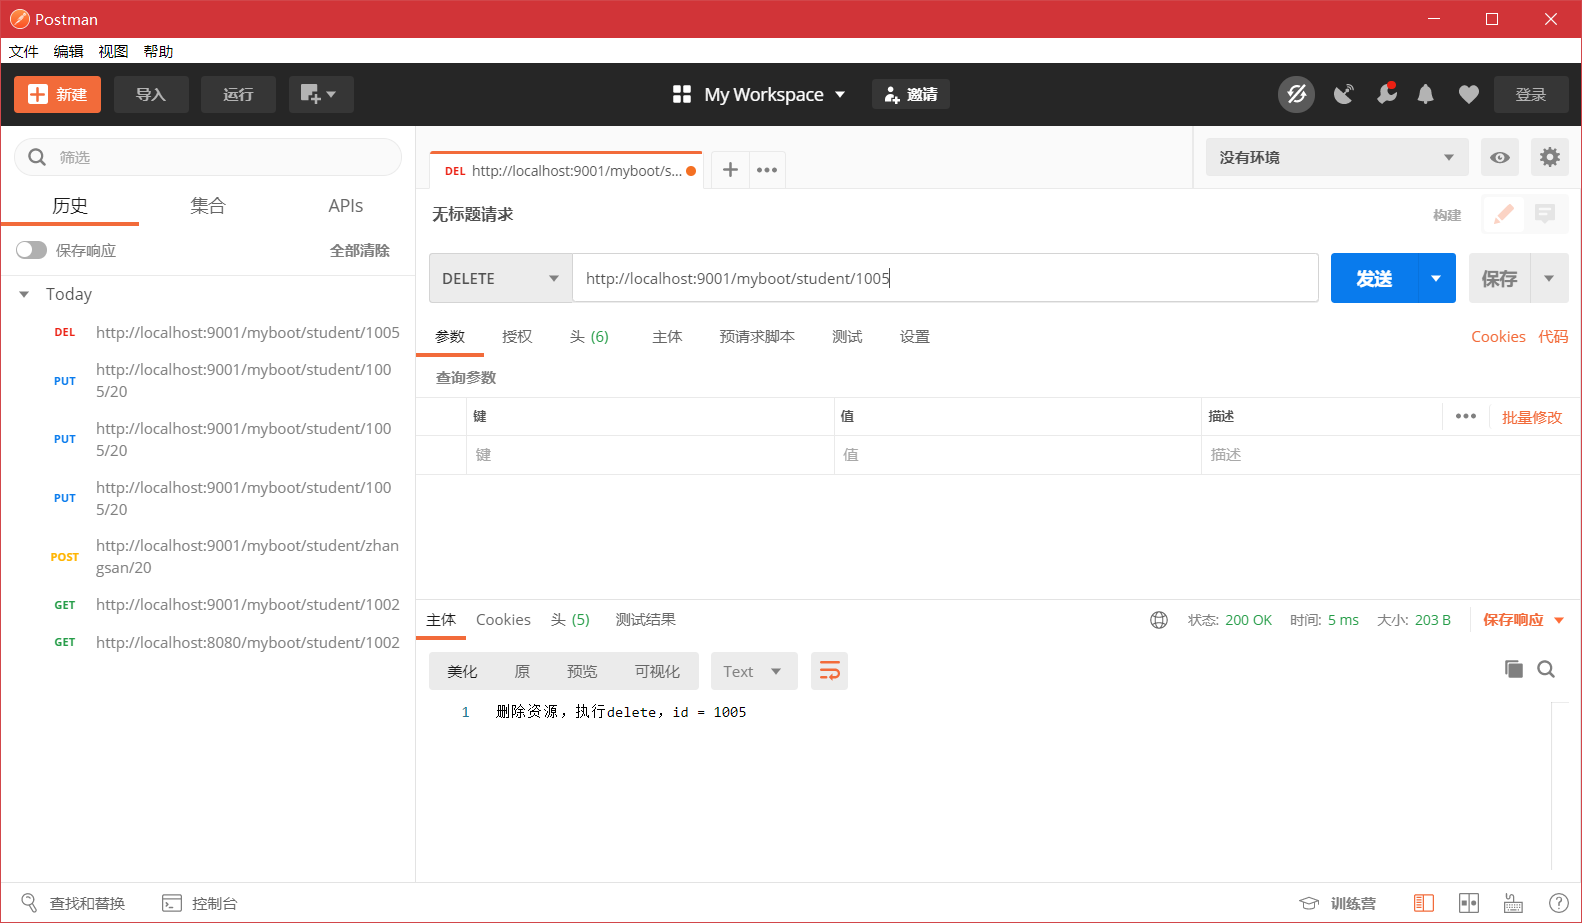 Postman
文件 编辑 视图 帮助
新建 导入 运行 My Workspace 邀请 登录
筛选
历史 集合 APIs
保存响应 全部清除
Today
DEL http://localhost:9001/myboot/student/1005
PUT http://localhost:9001/myboot/student/100
5/20
PUT http://localhost:9001/myboot/student/100
5/20
PUT http://localhost:9001/myboot/student/100
5/20
POST http://localhost:9001/myboot/student/zhan
gsan/20
GET http://localhost:9001/myboot/student/1002
GET http://localhost:8080/myboot/student/1002
DEL http://localhost:9001/myboot/s...
没有环境
无标题请求 构建
DELETE http://localhost:9001/myboot/student/1005 发送 保存
参数 授权 头 (6) 主体 预请求脚本 测试 设置 Cookies 代码
查询参数
键 值 描述 批量修改
键 值 描述
主体 Cookies 头 (5) 测试结果 状态: 200 OK 时间: 5 ms 大小: 203 B 保存响应
美化 原 预览 可视化 Text
1 删除资源，执行delete，id = 1005
查找和替换 控制台 训练营